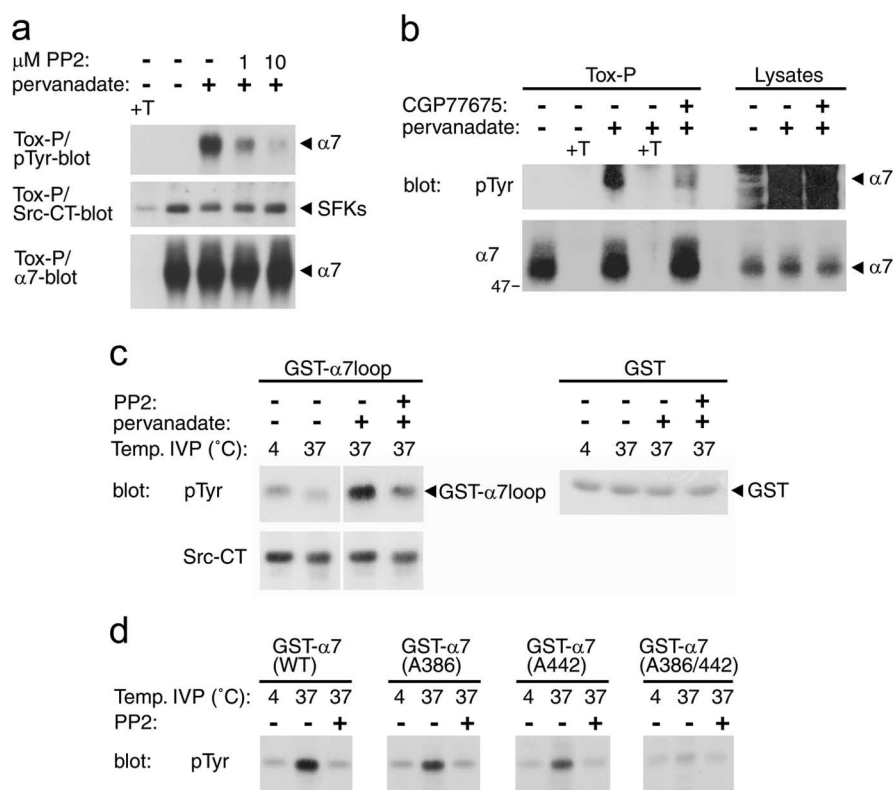 a
μM PP2: - - - 1 10
pervanadate: - - + + +
+T
Tox-P/
pTyr-blot
α7
Tox-P/
Src-CT-blot
SFKs
Tox-P/
α7-blot
α7
b
Tox-P Lysates
CGP77675: - - - - + - - +
pervanadate: - - + + + - + +
+T +T
blot: pTyr α7
α7 α7
47–
c
GST-α7loop GST
PP2: - - - + - - - +
pervanadate: - - + + - - + +
Temp. IVP (˚C): 4 37 37 37 4 37 37 37
blot: pTyr GST-α7loop GST
Src-CT
d
GST-α7 GST-α7 GST-α7 GST-α7
(WT) (A386) (A442) (A386/442)
Temp. IVP (˚C): 4 37 37 4 37 37 4 37 37 4 37 37
PP2: - - + - - + - - + - - +
blot: pTyr